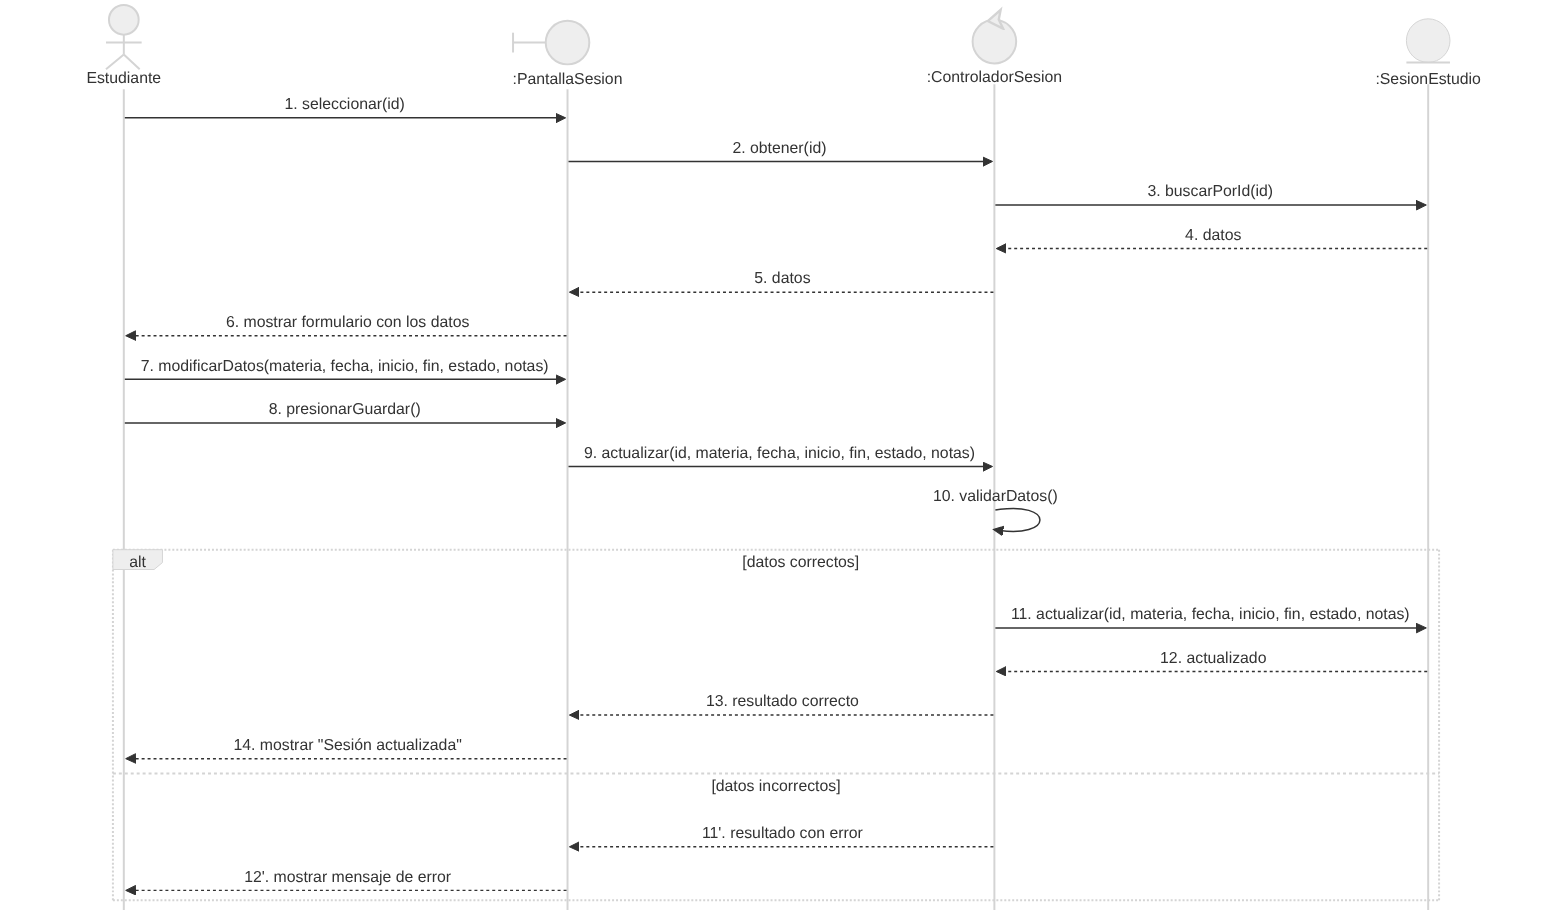 Estudiante
:PantallaSesion
:ControladorSesion
:SesionEstudio
1. seleccionar(id)
2. obtener(id)
3. buscarPorId(id)
4. datos
5. datos
6. mostrar formulario con los datos
7. modificarDatos(materia, fecha, inicio, fin, estado, notas)
8. presionarGuardar()
9. actualizar(id, materia, fecha, inicio, fin, estado, notas)
10. validarDatos()
alt
[datos correctos]
11. actualizar(id, materia, fecha, inicio, fin, estado, notas)
12. actualizado
13. resultado correcto
14. mostrar "Sesión actualizada"
[datos incorrectos]
11'. resultado con error
12'. mostrar mensaje de error